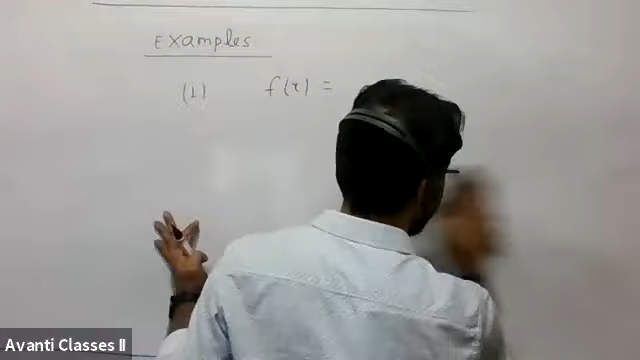 Examples
(1) f(x) =
Avanti Classes II